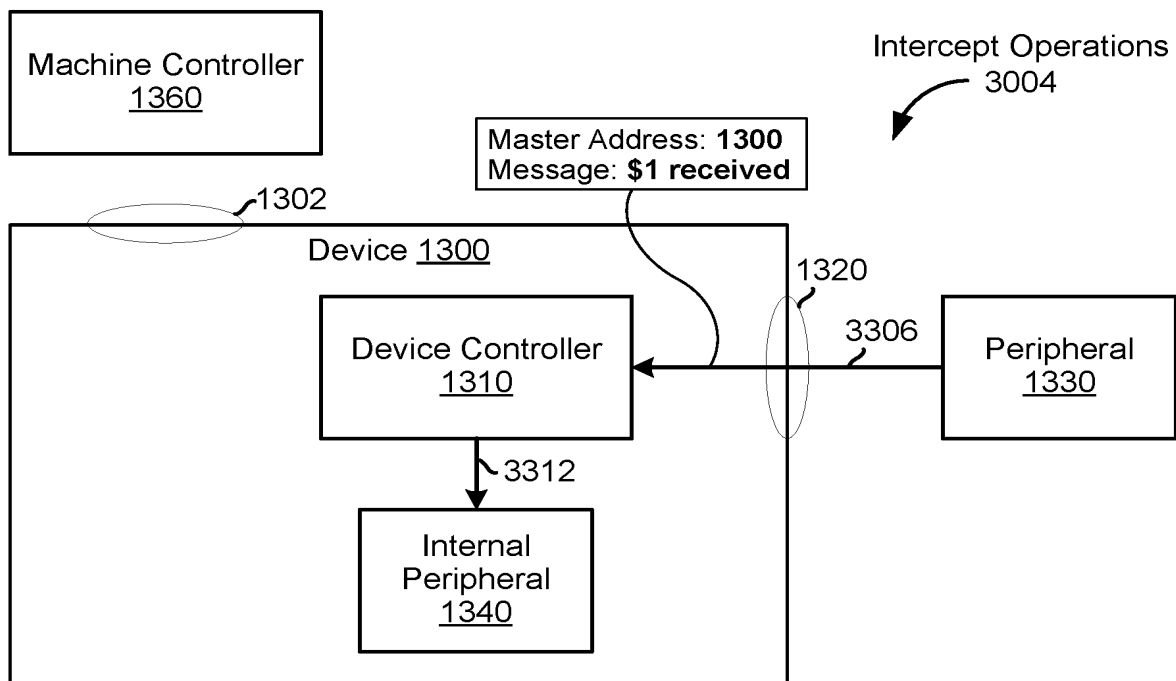 Machine Controller
1360
Intercept Operations
3004
Master Address: 1300
Message: $1 received
1302
Device 1300
1320
Device Controller
1310
3306
Peripheral
1330
3312
Internal
Peripheral
1340